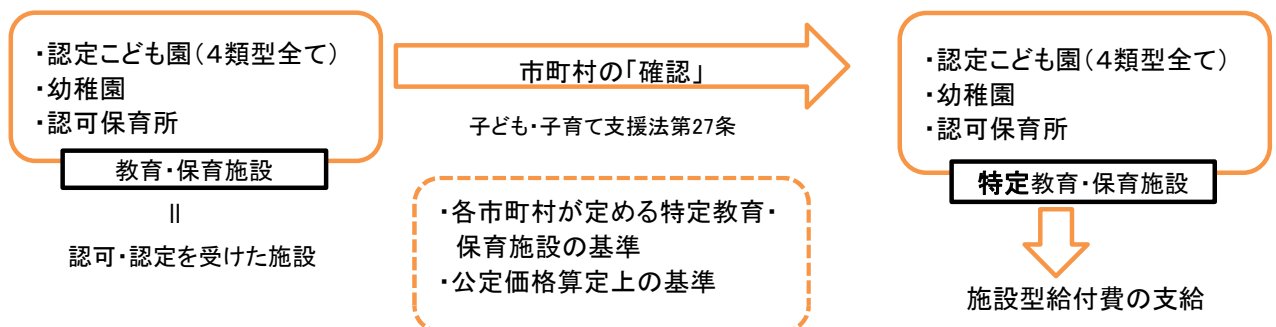 ・認定こども園(4類型全て)
・幼稚園
・認可保育所
教育・保育施設
||
認可・認定を受けた施設
市町村の「確認」
子ども・子育て支援法第27条
・各市町村が定める特定教育・
保育施設の基準
・公定価格算定上の基準
・認定こども園(4類型全て)
・幼稚園
・認可保育所
特定教育・保育施設
施設型給付費の支給